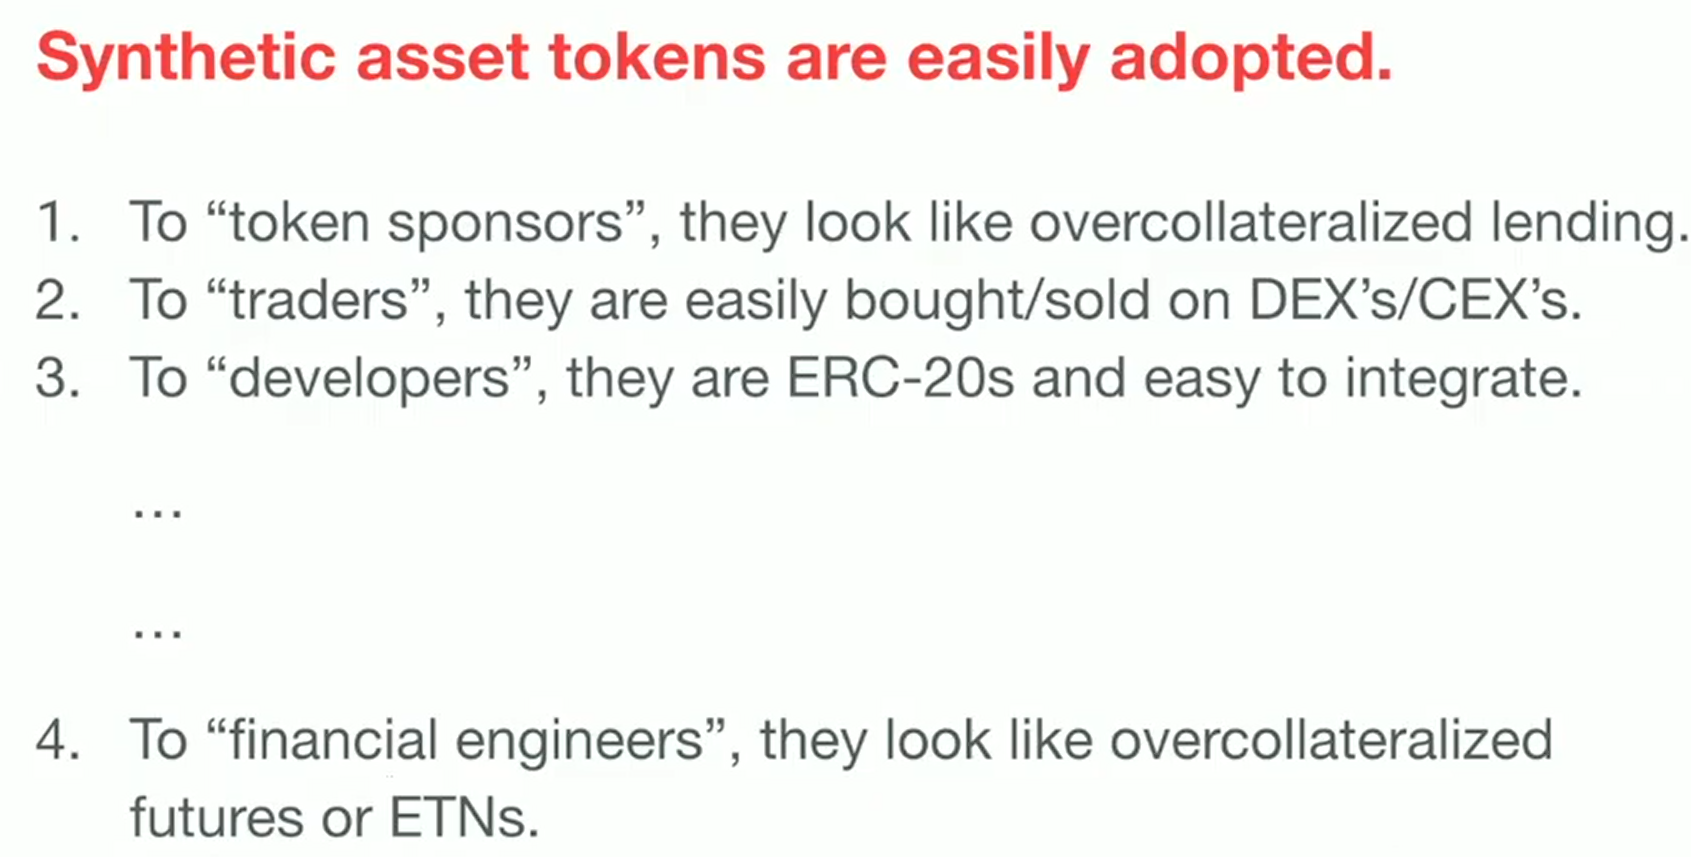 Synthetic asset tokens are easily adopted.
1. To “token sponsors”, they look like overcollateralized lending.
2. To “traders”, they are easily bought/sold on DEX’s/CEX’s.
3. To “developers”, they are ERC-20s and easy to integrate.
...
...
4. To “financial engineers”, they look like overcollateralized
futures or ETNs.